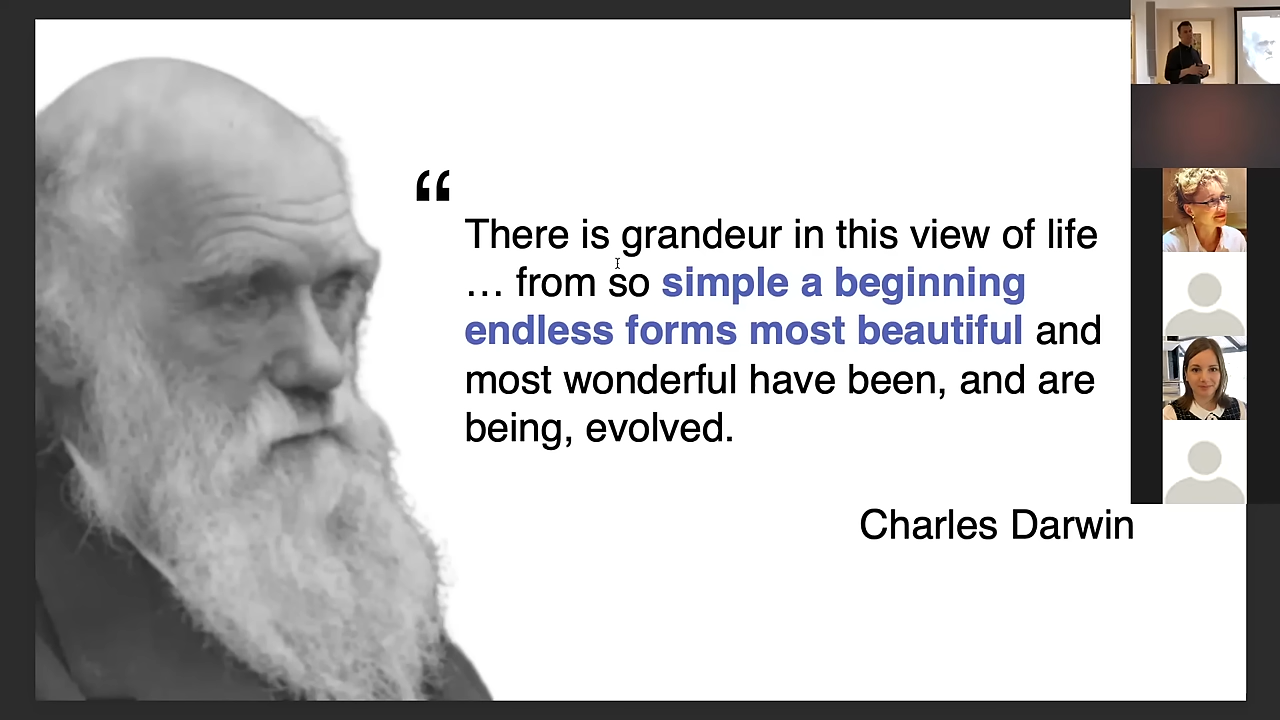 “
There is grandeur in this view of life
… from so simple a beginning
endless forms most beautiful and
most wonderful have been, and are
being, evolved.
Charles Darwin